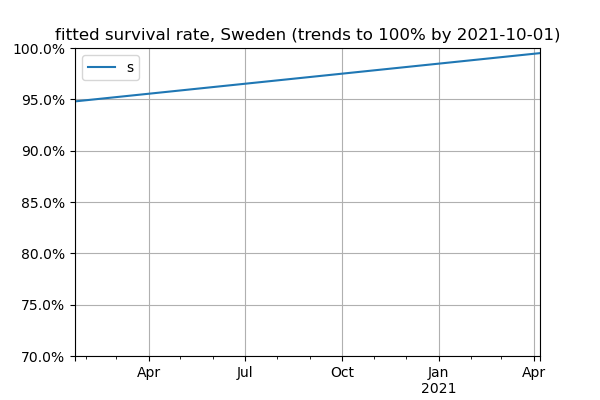 fitted survival rate, Sweden (trends to 100% by 2021-10-01)
100.0%
s
95.0%
90.0%
85.0%
80.0%
75.0%
70.0%
Apr Jul Oct Jan Apr
2021